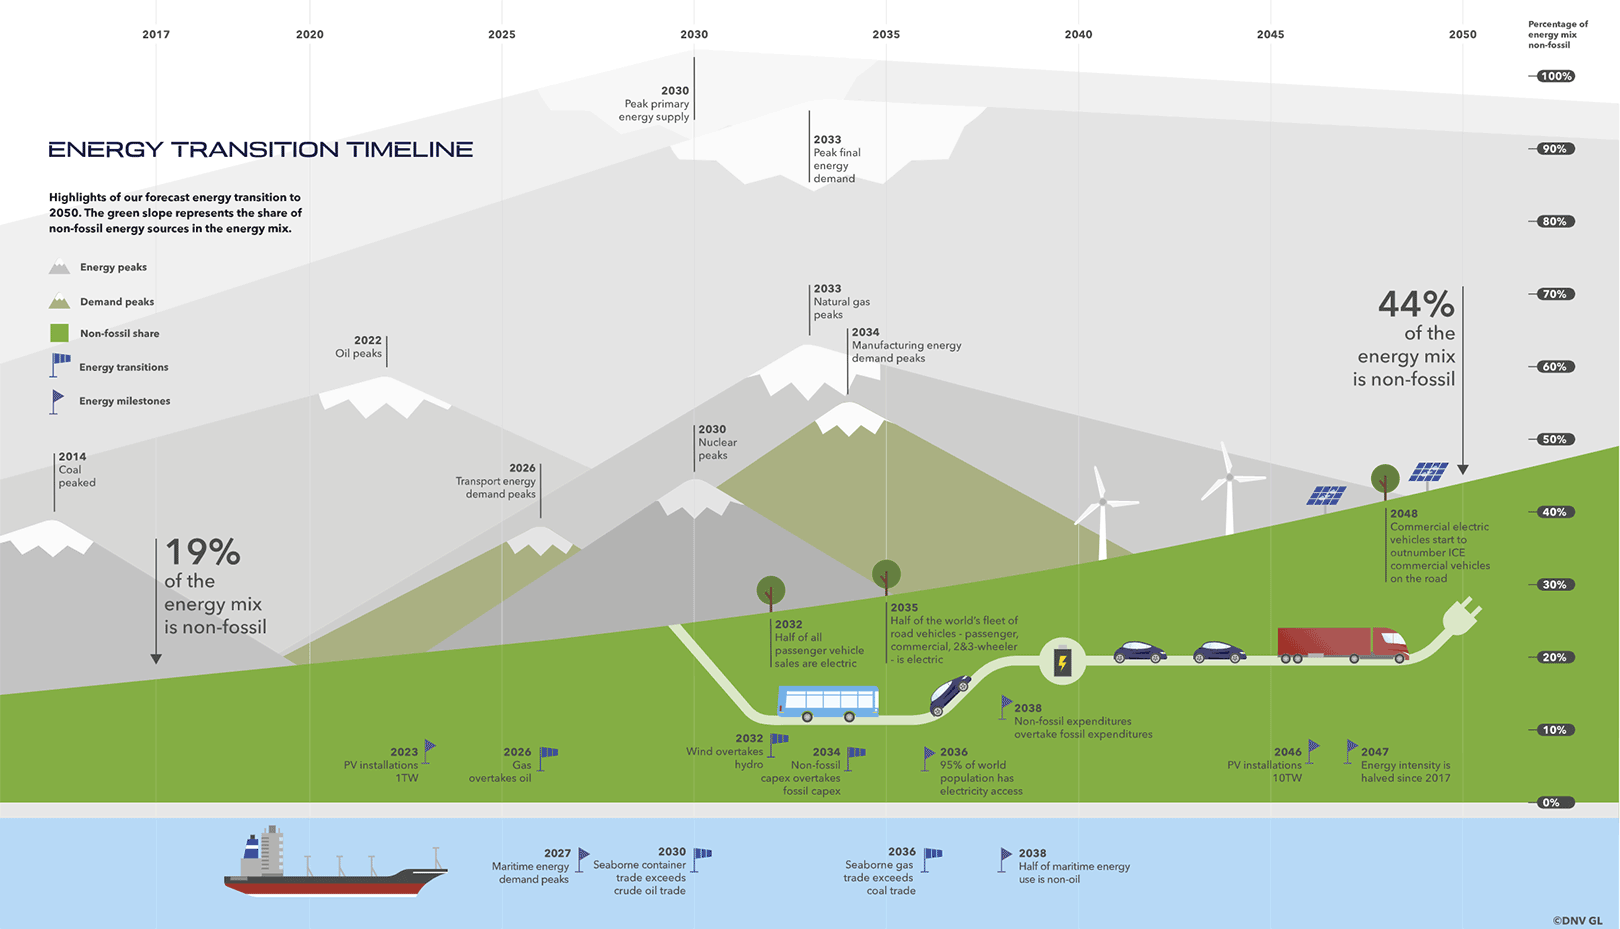 2017
2020
2025
2030
2035
2040
2045
2050
Percentage of
energy mix
non-fossil
100%
90%
80%
70%
60%
50%
40%
30%
20%
10%
0%
ENERGY TRANSITION TIMELINE
Highlights of our forecast energy transition to
2050. The green slope represents the share of
non-fossil energy sources in the energy mix.
Energy peaks
Demand peaks
Non-fossil share
Energy transitions
Energy milestones
2030
Peak primary
energy supply
2033
Peak final
energy
demand
2033
Natural gas
peaks
2034
Manufacturing energy
demand peaks
2022
Oil peaks
44%
of the
energy mix
is non-fossil
2030
Nuclear
peaks
2014
Coal
peaked
2026
Transport energy
demand peaks
19%
of the
energy mix
is non-fossil
2048
Commercial electric
vehicles start to
outnumber ICE
commercial vehicles
on the road
2032
Half of all
passenger vehicle
sales are electric
2035
Half of the world's fleet of
road vehicles - passenger,
commercial, 2&3-wheeler
- is electric
2038
Non-fossil expenditures
overtake fossil expenditures
2023
PV installations
1TW
2026
Gas
overtakes oil
2032
Wind overtakes
hydro
2034
Non-fossil
capex overtakes
fossil capex
2036
95% of world
population has
electricity access
2046
PV installations
10TW
2047
Energy intensity is
halved since 2017
2027
Maritime energy
demand peaks
2030
Seaborne container
trade exceeds
crude oil trade
2036
Seaborne gas
trade exceeds
coal trade
2038
Half of maritime energy
use is non-oil
©DNV GL